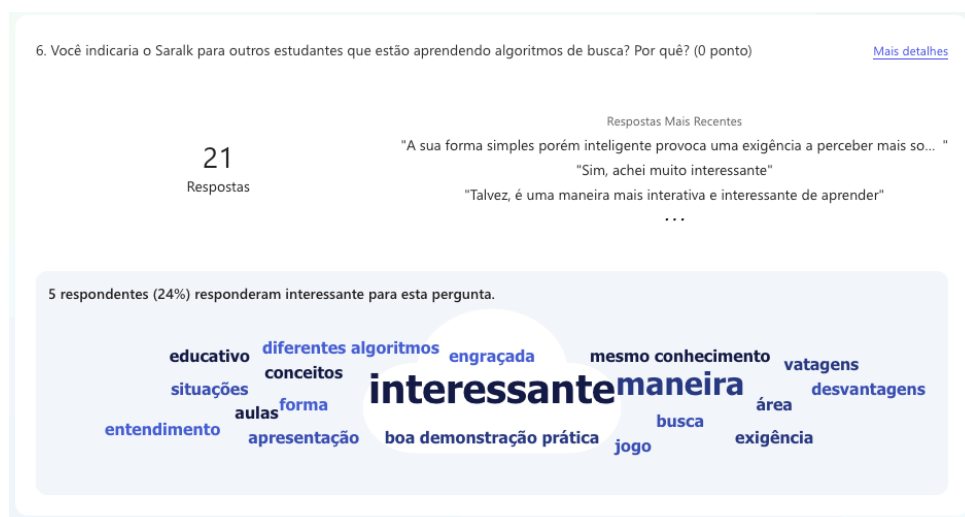 6. Você indicaria o Saralk para outros estudantes que estão aprendendo algoritmos de busca? Por quê? (0 ponto)
Mais detalhes
21
Respostas
Respostas Mais Recentes
"A sua forma simples porém inteligente provoca uma exigência a perceber mais so... "
"Sim, achei muito interessante"
"Talvez, é uma maneira mais interativa e interessante de aprender"
...
5 respondentes (24%) responderam interessante para esta pergunta.
educativo
diferentes algoritmos
engraçada
mesmo conhecimento
vatagens
situações
conceitos
interessante
maneira
desvantagens
aulas
forma
área
entendimento
apresentação
boa demonstração prática
busca
jogo
exigência